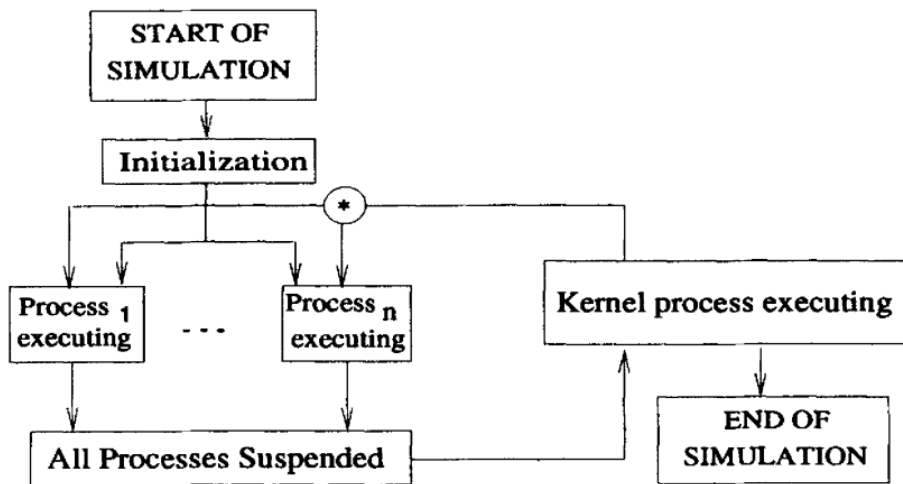 START OF
SIMULATION
Initialization
*
Process 1
executing
- - -
Process n
executing
Kernel process executing
All Processes Suspended
END OF
SIMULATION